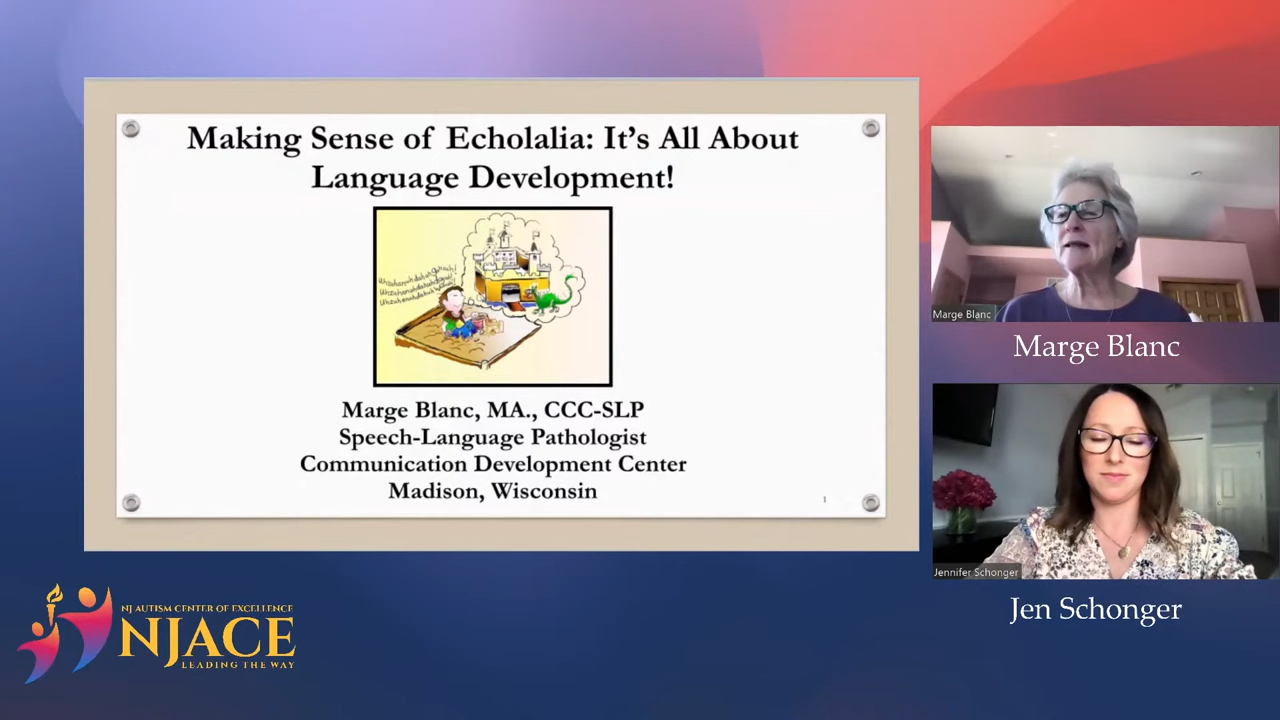 Making Sense of Echolalia: It's All About
Language Development!
Marge Blanc, MA., CCC-SLP
Speech-Language Pathologist
Communication Development Center
Madison, Wisconsin
1
Marge Blanc
Marge Blanc
Jennifer Schonger
Jen Schonger
NJ AUTISM CENTER OF EXCELLENCE
NJACE
LEADING THE WAY